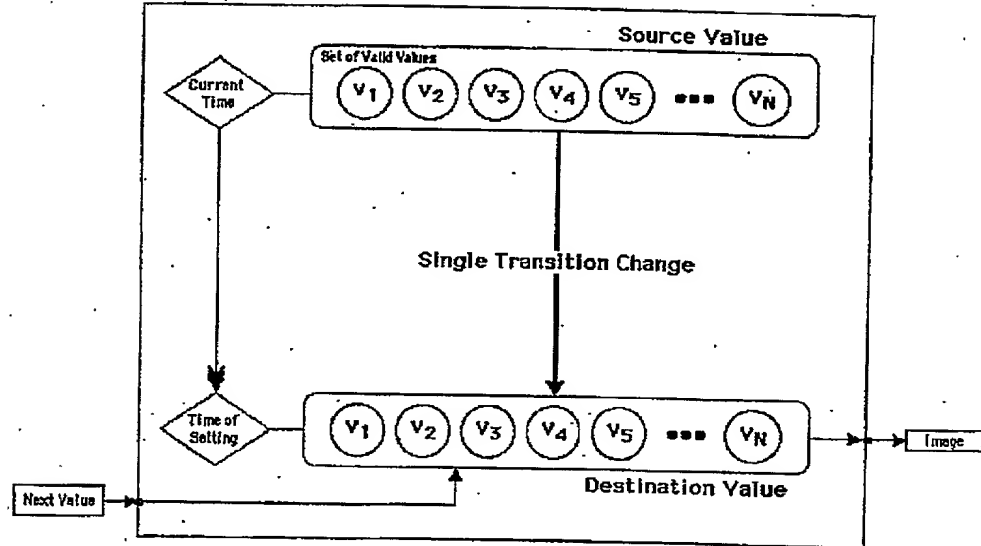 Source Value
Set of Valid Values
Current
Time
V1 V2 V3 V4 V5 ▪▪▪ VN
Single Transition Change
Time of
Setting
V1 V2 V3 V4 V5 ▪▪▪ VN
Image
Destination Value
Next Value